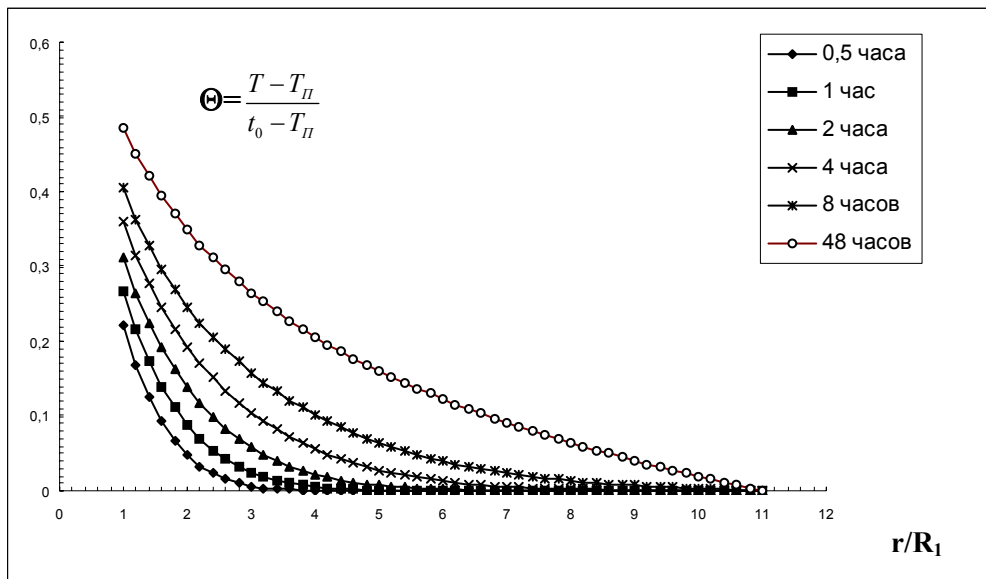 0,6
0,5
0,4
0,3
0,2
0,1
0
Θ = (T − T_П) / (t_0 − T_П)
0,5 часа
1 час
2 часа
4 часа
8 часов
48 часов
0 1 2 3 4 5 6 7 8 9 10 11 12
r/R₁